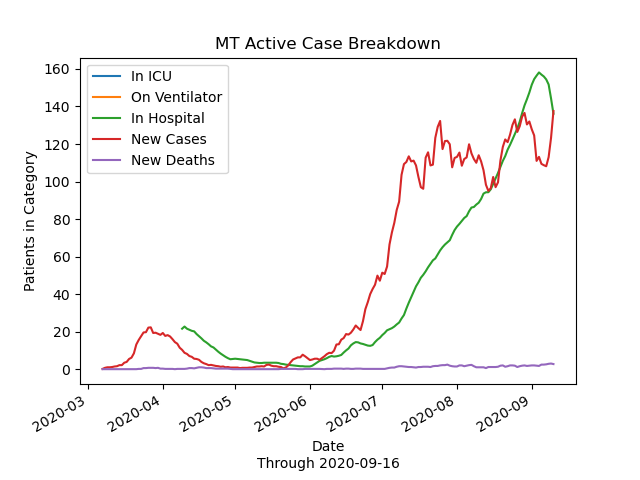 MT Active Case Breakdown
In ICU
On Ventilator
In Hospital
New Cases
New Deaths
Patients in Category
160
140
120
100
80
60
40
20
0
2020-03
2020-04
2020-05
2020-06
2020-07
2020-08
2020-09
Date
Through 2020-09-16